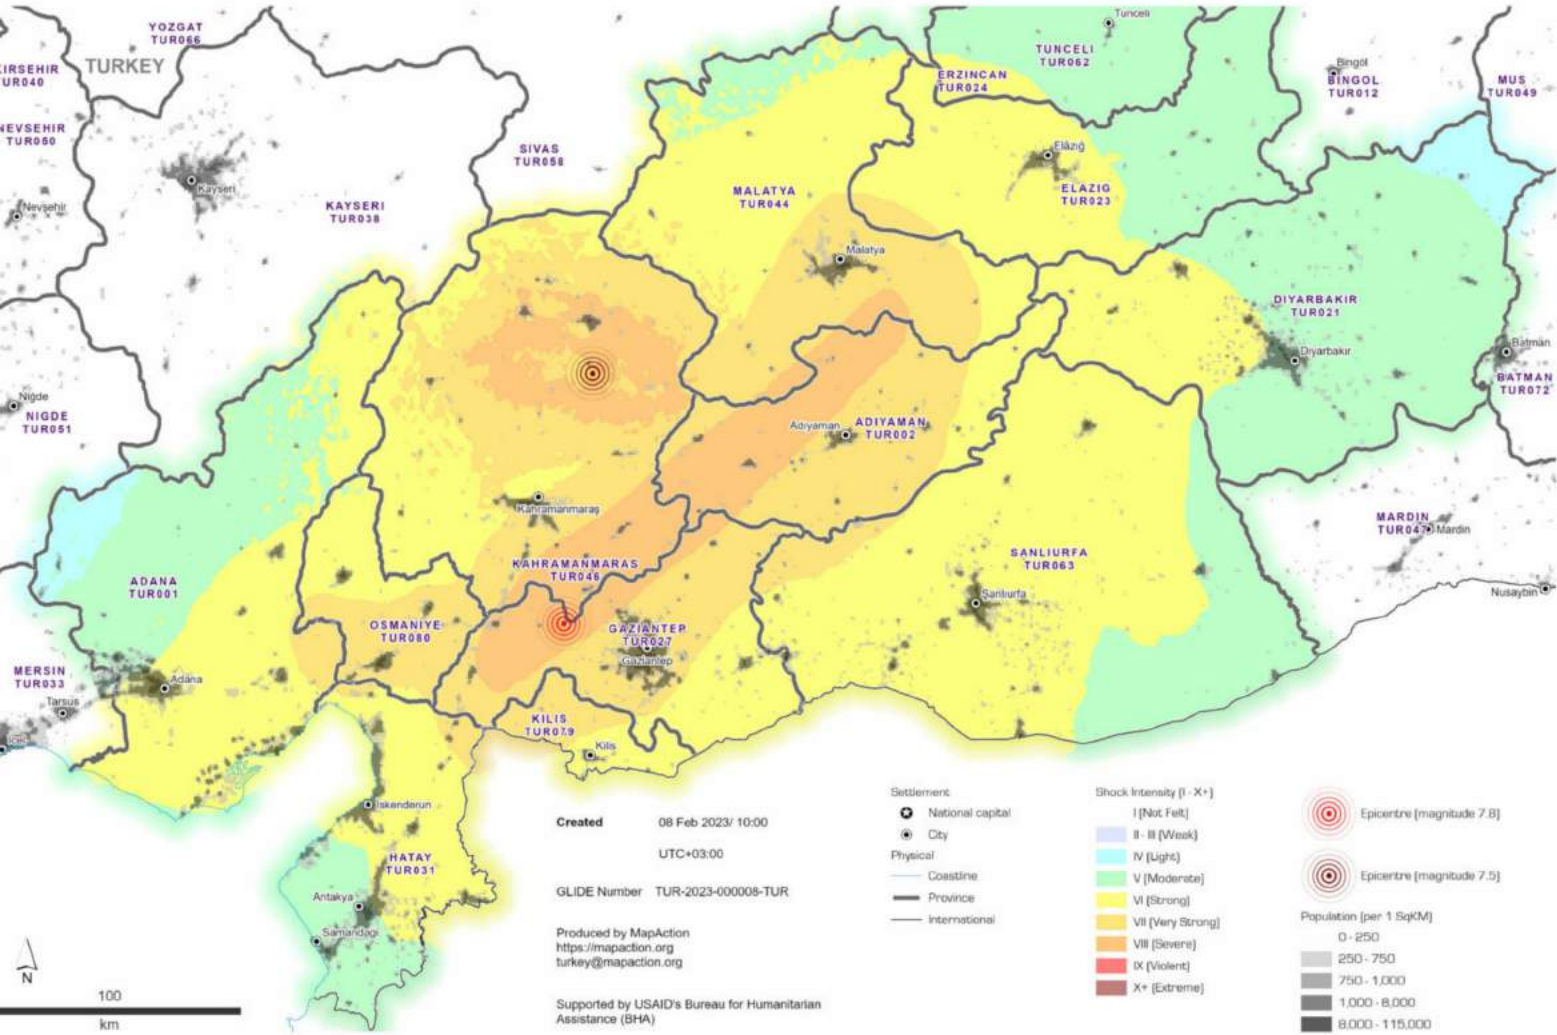 YOZGAT
TUR066
TURKEY
KIRSEHIR
TUR040
NEVSEHIR
TUR050
Nevşehir
Kayseri
KAYSERI
TUR038
SIVAS
TUR058
MALATYA
TUR044
Malatya
ERZINCAN
TUR024
Tunceli
TUNCELI
TUR062
Elâzığ
ELAZIG
TUR023
Bingöl
BINGOL
TUR012
MUS
TUR049
DIYARBAKIR
TUR021
Diyarbakır
Batman
BATMAN
TUR072
Niğde
NIGDE
TUR051
Adıyaman
ADIYAMAN
TUR002
Kahramanmaraş
KAHRAMANMARAS
TUR046
MARDIN
TUR047
Mardin
Nusaybin
SANLIURFA
TUR063
Şanlıurfa
ADANA
TUR001
Adana
OSMANIYE
TUR080
GAZIANTEP
TUR027
Gaziantep
MERSIN
TUR033
Tarsus
KILIS
TUR079
Kilis
İskenderun
HATAY
TUR031
Antakya
Samandağı
N
100
km
Created 08 Feb 2023/ 10:00
UTC+03:00
GLIDE Number TUR-2023-000008-TUR
Produced by MapAction
https://mapaction.org
turkey@mapaction.org
Supported by USAID's Bureau for Humanitarian
Assistance (BHA)
Settlement
National capital
City
Physical
Coastline
Province
International
Shock Intensity (I - X+)
I (Not Felt)
II - III (Weak)
IV (Light)
V (Moderate)
VI (Strong)
VII (Very Strong)
VIII (Severe)
IX (Violent)
X+ (Extreme)
Epicentre (magnitude 7.8)
Epicentre (magnitude 7.5)
Population (per 1 SqKM)
0 - 250
250 - 750
750 - 1,000
1,000 - 8,000
8,000 - 115,000